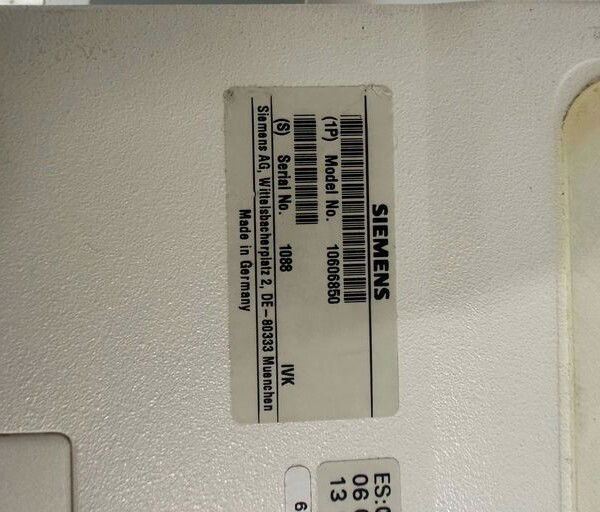 SIEMENS
(1P) Model No. 10606850
(S) Serial No. 1088 IVK
Siemens AG, Wittelsbacherplatz 2, DE-80333 Muenchen
Made in Germany
ES:
06
13
6